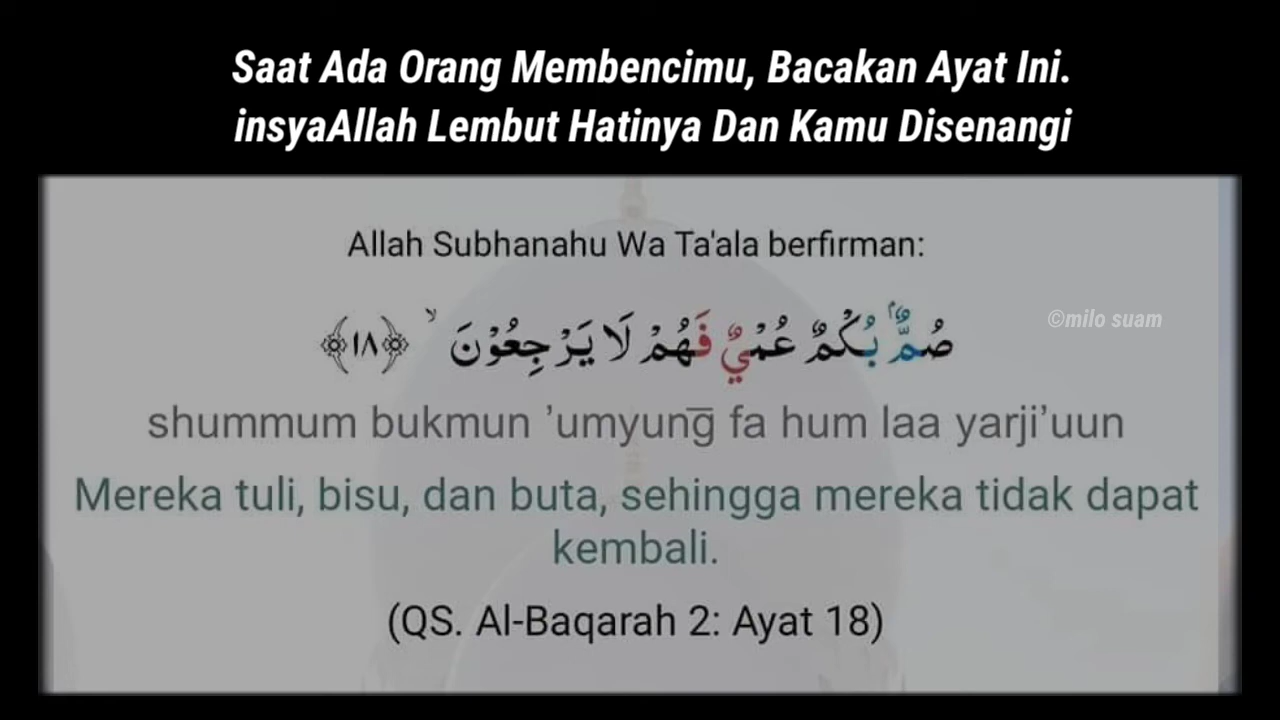 Saat Ada Orang Membencimu, Bacakan Ayat Ini.
insyaAllah Lembut Hatinya Dan Kamu Disenangi
Allah Subhanahu Wa Ta'ala berfirman:
©milo suam
صُمٌّۢ بُكْمٌ عُمْيٌ فَهُمْ لَا يَرْجِعُوْنَ ۙ ﴿١٨﴾
shummum bukmun ’umyung̅ fa hum laa yarji’uun
Mereka tuli, bisu, dan buta, sehingga mereka tidak dapat
kembali.
(QS. Al-Baqarah 2: Ayat 18)